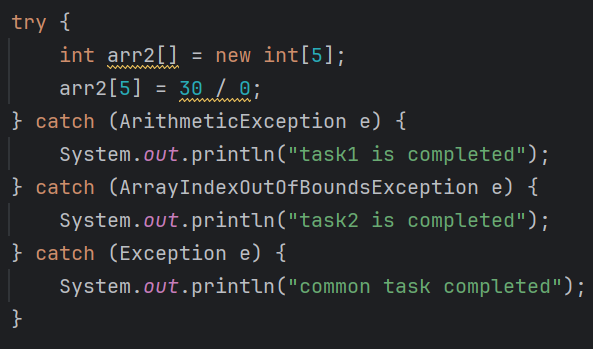 try {
    int arr2[] = new int[5];
    arr2[5] = 30 / 0;
} catch (ArithmeticException e) {
    System.out.println("task1 is completed");
} catch (ArrayIndexOutOfBoundsException e) {
    System.out.println("task2 is completed");
} catch (Exception e) {
    System.out.println("common task completed");
}